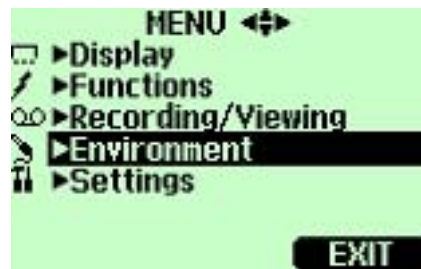 MENU
Display
Functions
Recording/Viewing
Environment
Settings
EXIT